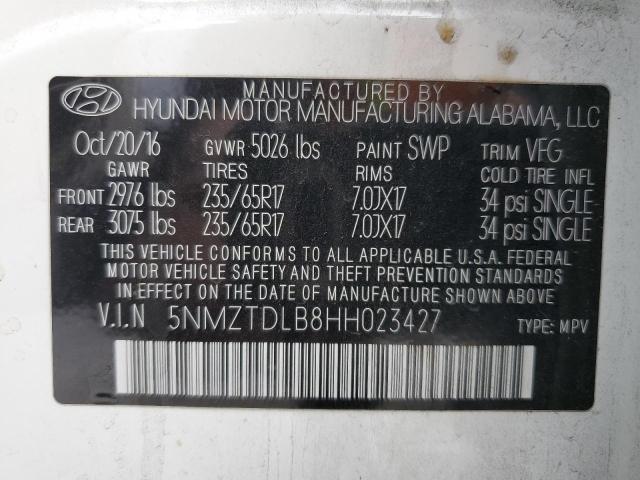 MANUFACTURED BY
HYUNDAI MOTOR MANUFACTURING ALABAMA, LLC
Oct/20/16 GVWR 5026 lbs PAINT SWP TRIM VFG
GAWR TIRES RIMS COLD TIRE INFL
FRONT 2976 lbs 235/65R17 7.0JX17 34 psi SINGLE
REAR 3075 lbs 235/65R17 7.0JX17 34 psi SINGLE
THIS VEHICLE CONFORMS TO ALL APPLICABLE U.S.A. FEDERAL
MOTOR VEHICLE SAFETY AND THEFT PREVENTION STANDARDS
IN EFFECT ON THE DATE OF MANUFACTURE SHOWN ABOVE
V.I.N 5NMZTDLB8HH023427 TYPE: MPV